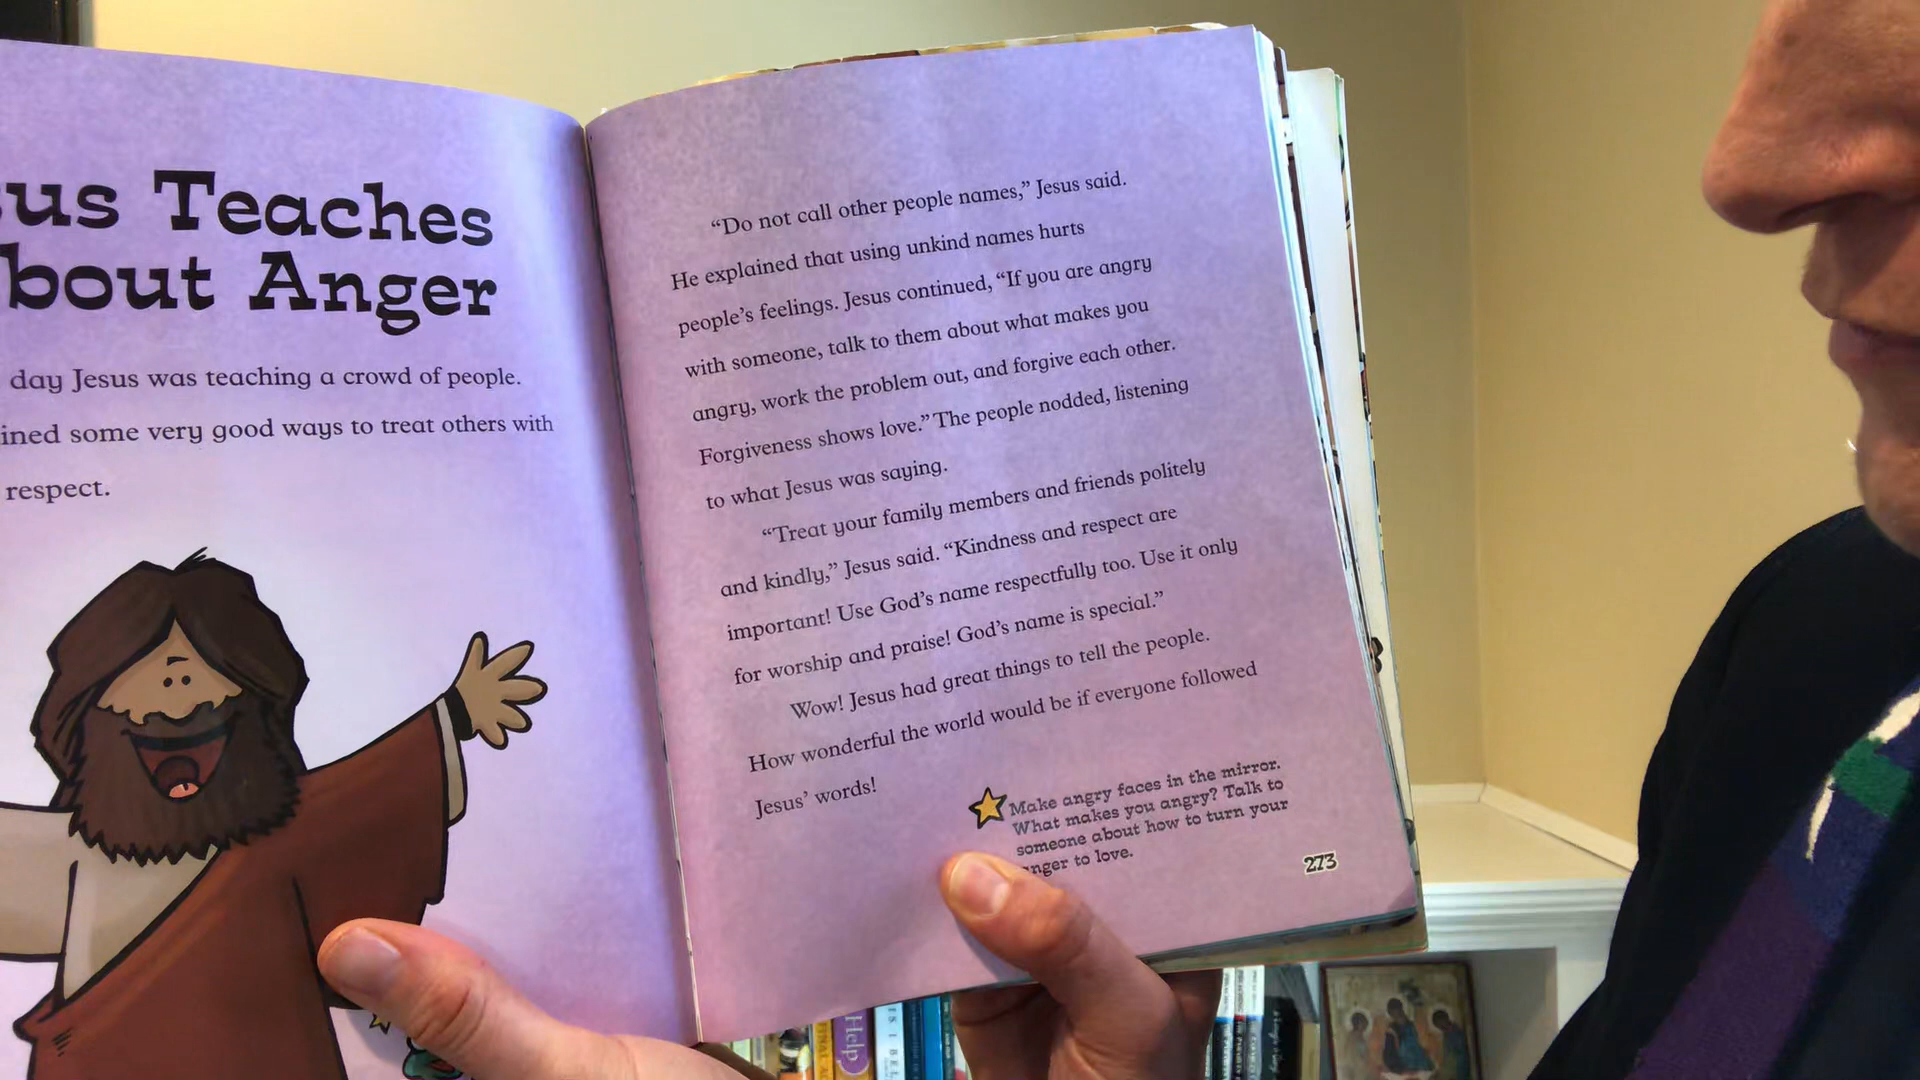 us Teaches
bout Anger
day Jesus was teaching a crowd of people.
ined some very good ways to treat others with
respect.
“Do not call other people names,” Jesus said.
He explained that using unkind names hurts
people’s feelings. Jesus continued, “If you are angry
with someone, talk to them about what makes you
angry, work the problem out, and forgive each other.
Forgiveness shows love.” The people nodded, listening
to what Jesus was saying.
“Treat your family members and friends politely
and kindly,” Jesus said. “Kindness and respect are
important! Use God’s name respectfully too. Use it only
for worship and praise! God’s name is special.”
Wow! Jesus had great things to tell the people.
How wonderful the world would be if everyone followed
Jesus’ words!
Make angry faces in the mirror.
What makes you angry? Talk to
someone about how to turn your
nger to love.
273
Help